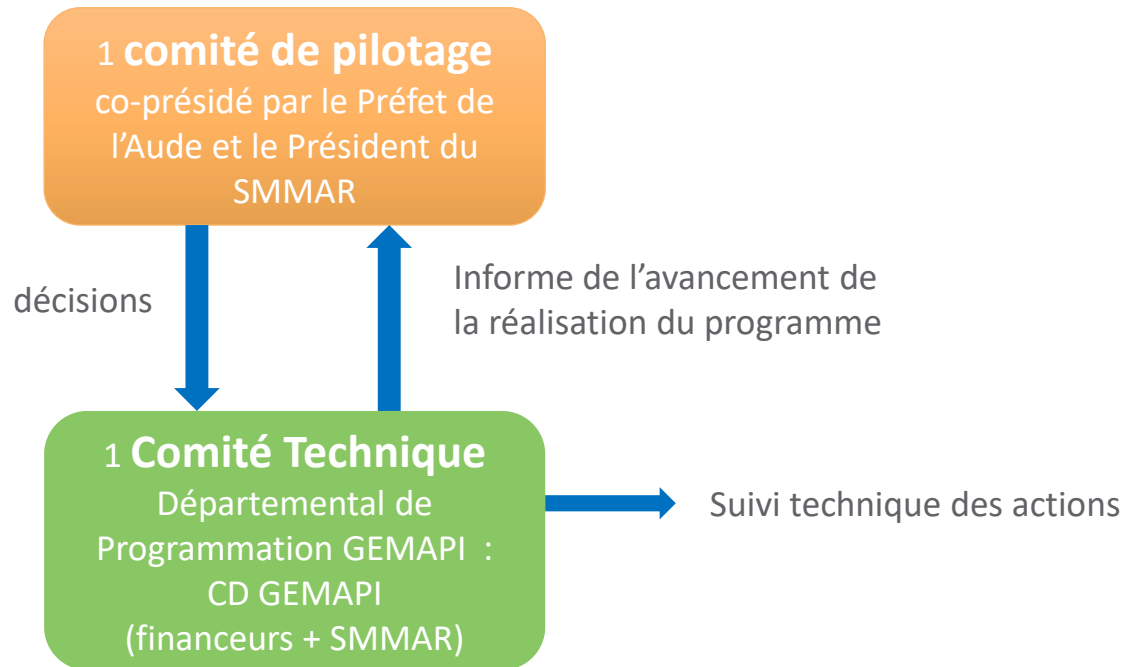 1 comité de pilotage
co-présidé par le Préfet de
l’Aude et le Président du
SMMAR
décisions
Informe de l’avancement de
la réalisation du programme
1 Comité Technique
Départemental de
Programmation GEMAPI :
CD GEMAPI
(financeurs + SMMAR)
Suivi technique des actions